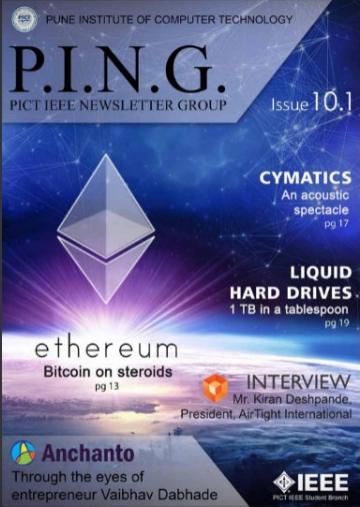 PUNE INSTITUTE OF COMPUTER TECHNOLOGY
P.I.N.G.
PICT IEEE NEWSLETTER GROUP
Issue 10.1
CYMATICS
An acoustic
spectacle
pg 17
LIQUID
HARD DRIVES
1 TB in a tablespoon
pg 19
ethereum
Bitcoin on steroids
pg 13
INTERVIEW
Mr. Kiran Deshpande,
President, AirTight International
Anchanto
Through the eyes of
entrepreneur Vaibhav Dabhade
IEEE
PICT IEEE Student Branch